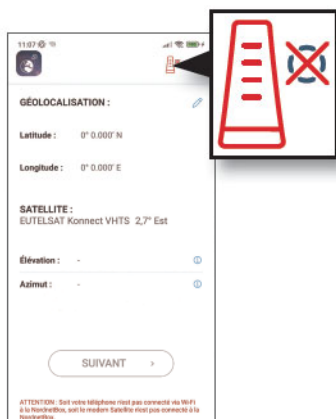 11:07
GÉOLOCALISATION :
Latitude : 0° 0.000' N
Longitude : 0° 0.000' E
SATELLITE :
EUTELSAT Konnect VHTS 2,7° Est
Élévation : -
Azimut : -
SUIVANT >
ATTENTION : Soit votre téléphone n'est pas connecté via Wi-Fi
à la NordnetBox, soit le modem Satellite n'est pas connecté à la
NordnetBox.